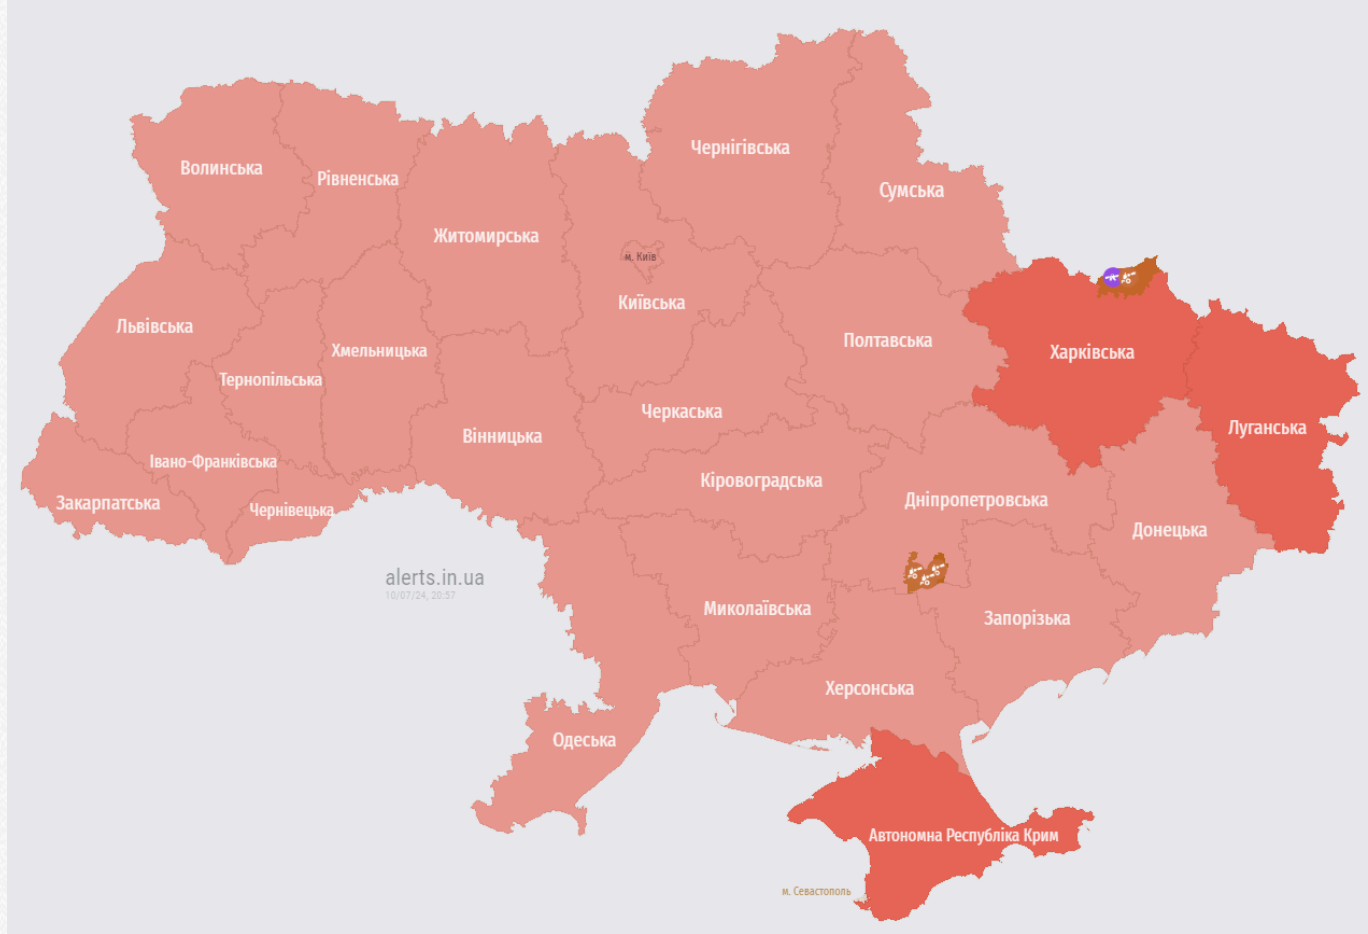 Чернігівська
Волинська
Рівненська
Сумська
Житомирська
м. Київ
Київська
Львівська
Полтавська
Хмельницька
Харківська
Тернопільська
Черкаська
Луганська
Вінницька
Івано-Франківська
Кіровоградська
Закарпатська
Чернівецька
Дніпропетровська
Донецька
alerts.in.ua
10/07/24, 20:57
Миколаївська
Запорізька
Херсонська
Одеська
Автономна Республіка Крим
м. Севастополь